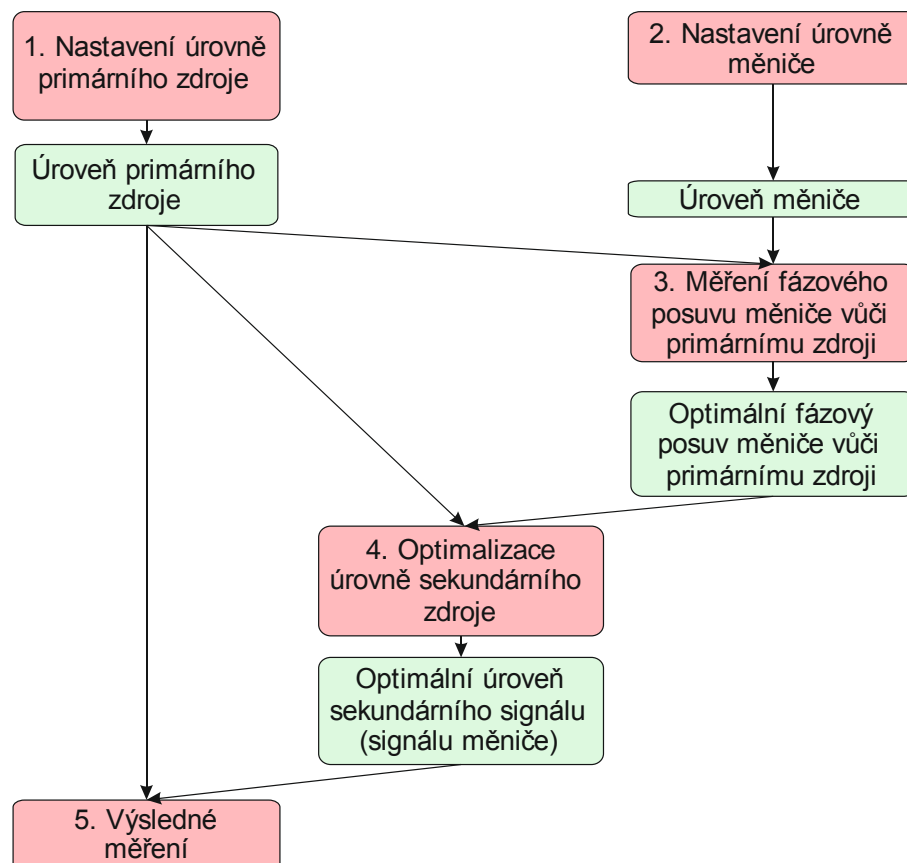 1. Nastavení úrovně
primárního zdroje
2. Nastavení úrovně
měniče
Úroveň primárního
zdroje
Úroveň měniče
3. Měření fázového
posuvu měniče vůči
primárnímu zdroji
Optimální fázový
posuv měniče vůči
primárnímu zdroji
4. Optimalizace
úrovně sekundárního
zdroje
Optimální úroveň
sekundárního signálu
(signálu měniče)
5. Výsledné
měření